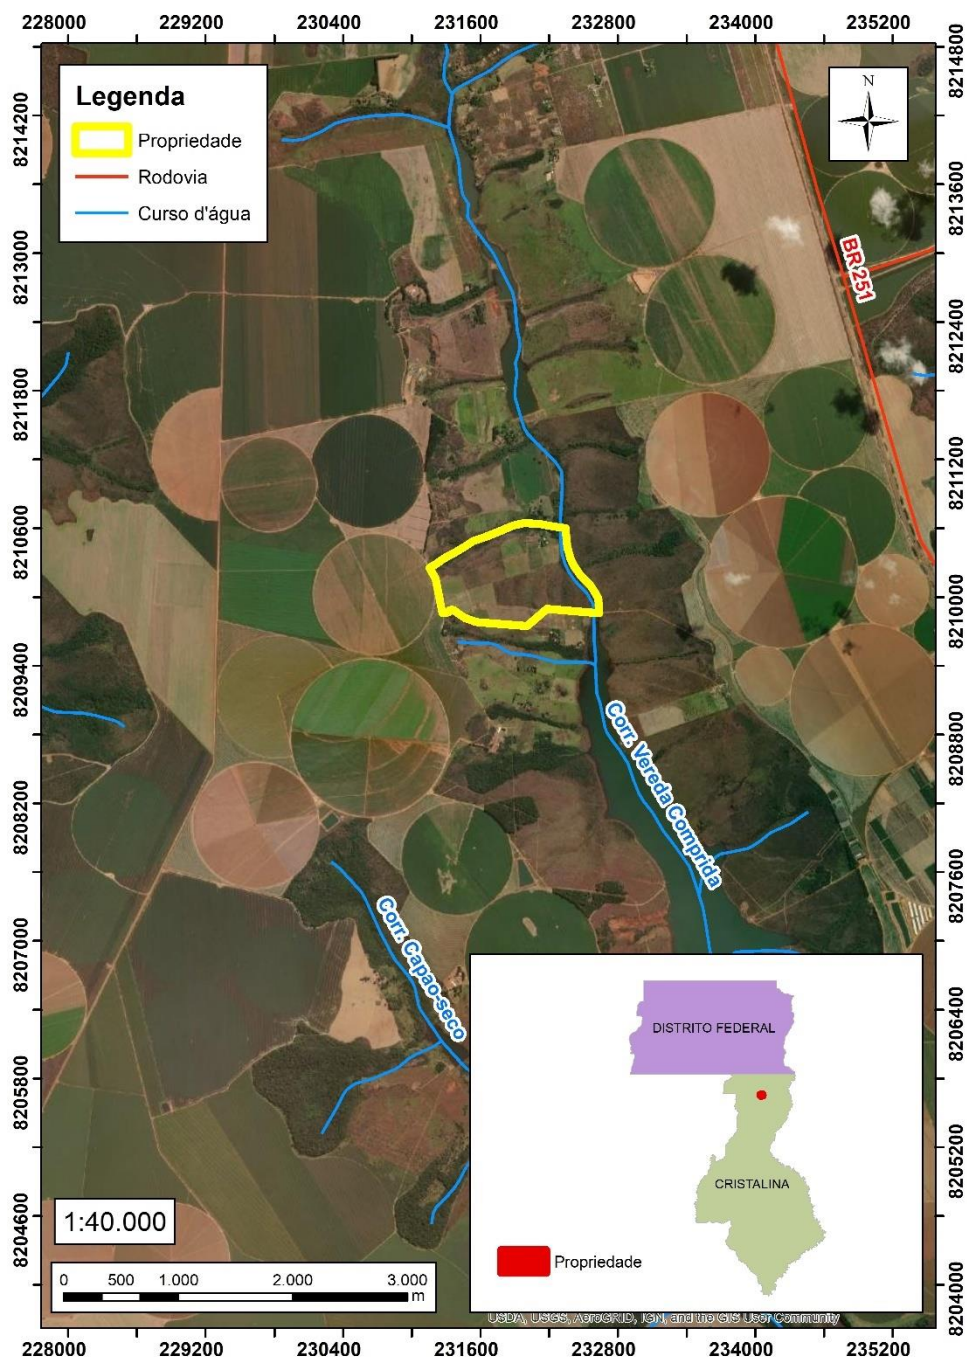 228000 229200 230400 231600 232800 234000 235200
8214800
8214200
8213600
8213000
8212400
8211800
8211200
8210600
8210000
8209400
8208800
8208200
8207600
8207000
8206400
8205800
8205200
8204600
8204000
Legenda
Propriedade
Rodovia
Curso d'água
N
BR 251
Corr. Vereda Comprida
Corr. Capao-seco
DISTRITO FEDERAL
CRISTALINA
Propriedade
1:40.000
0 500 1.000 2.000 3.000
m
USDA, USGS, AeroGRID, IGN, and the GIS User Community
228000 229200 230400 231600 232800 234000 235200